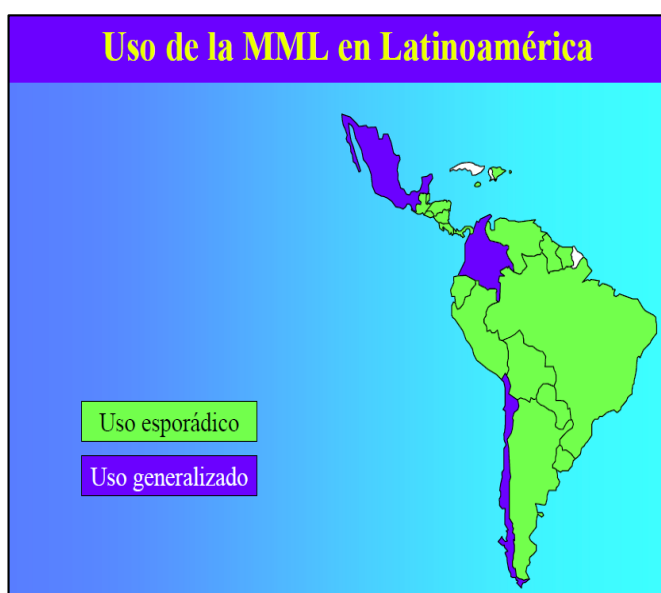 Uso de la MML en Latinoamérica
Uso esporádico
Uso generalizado